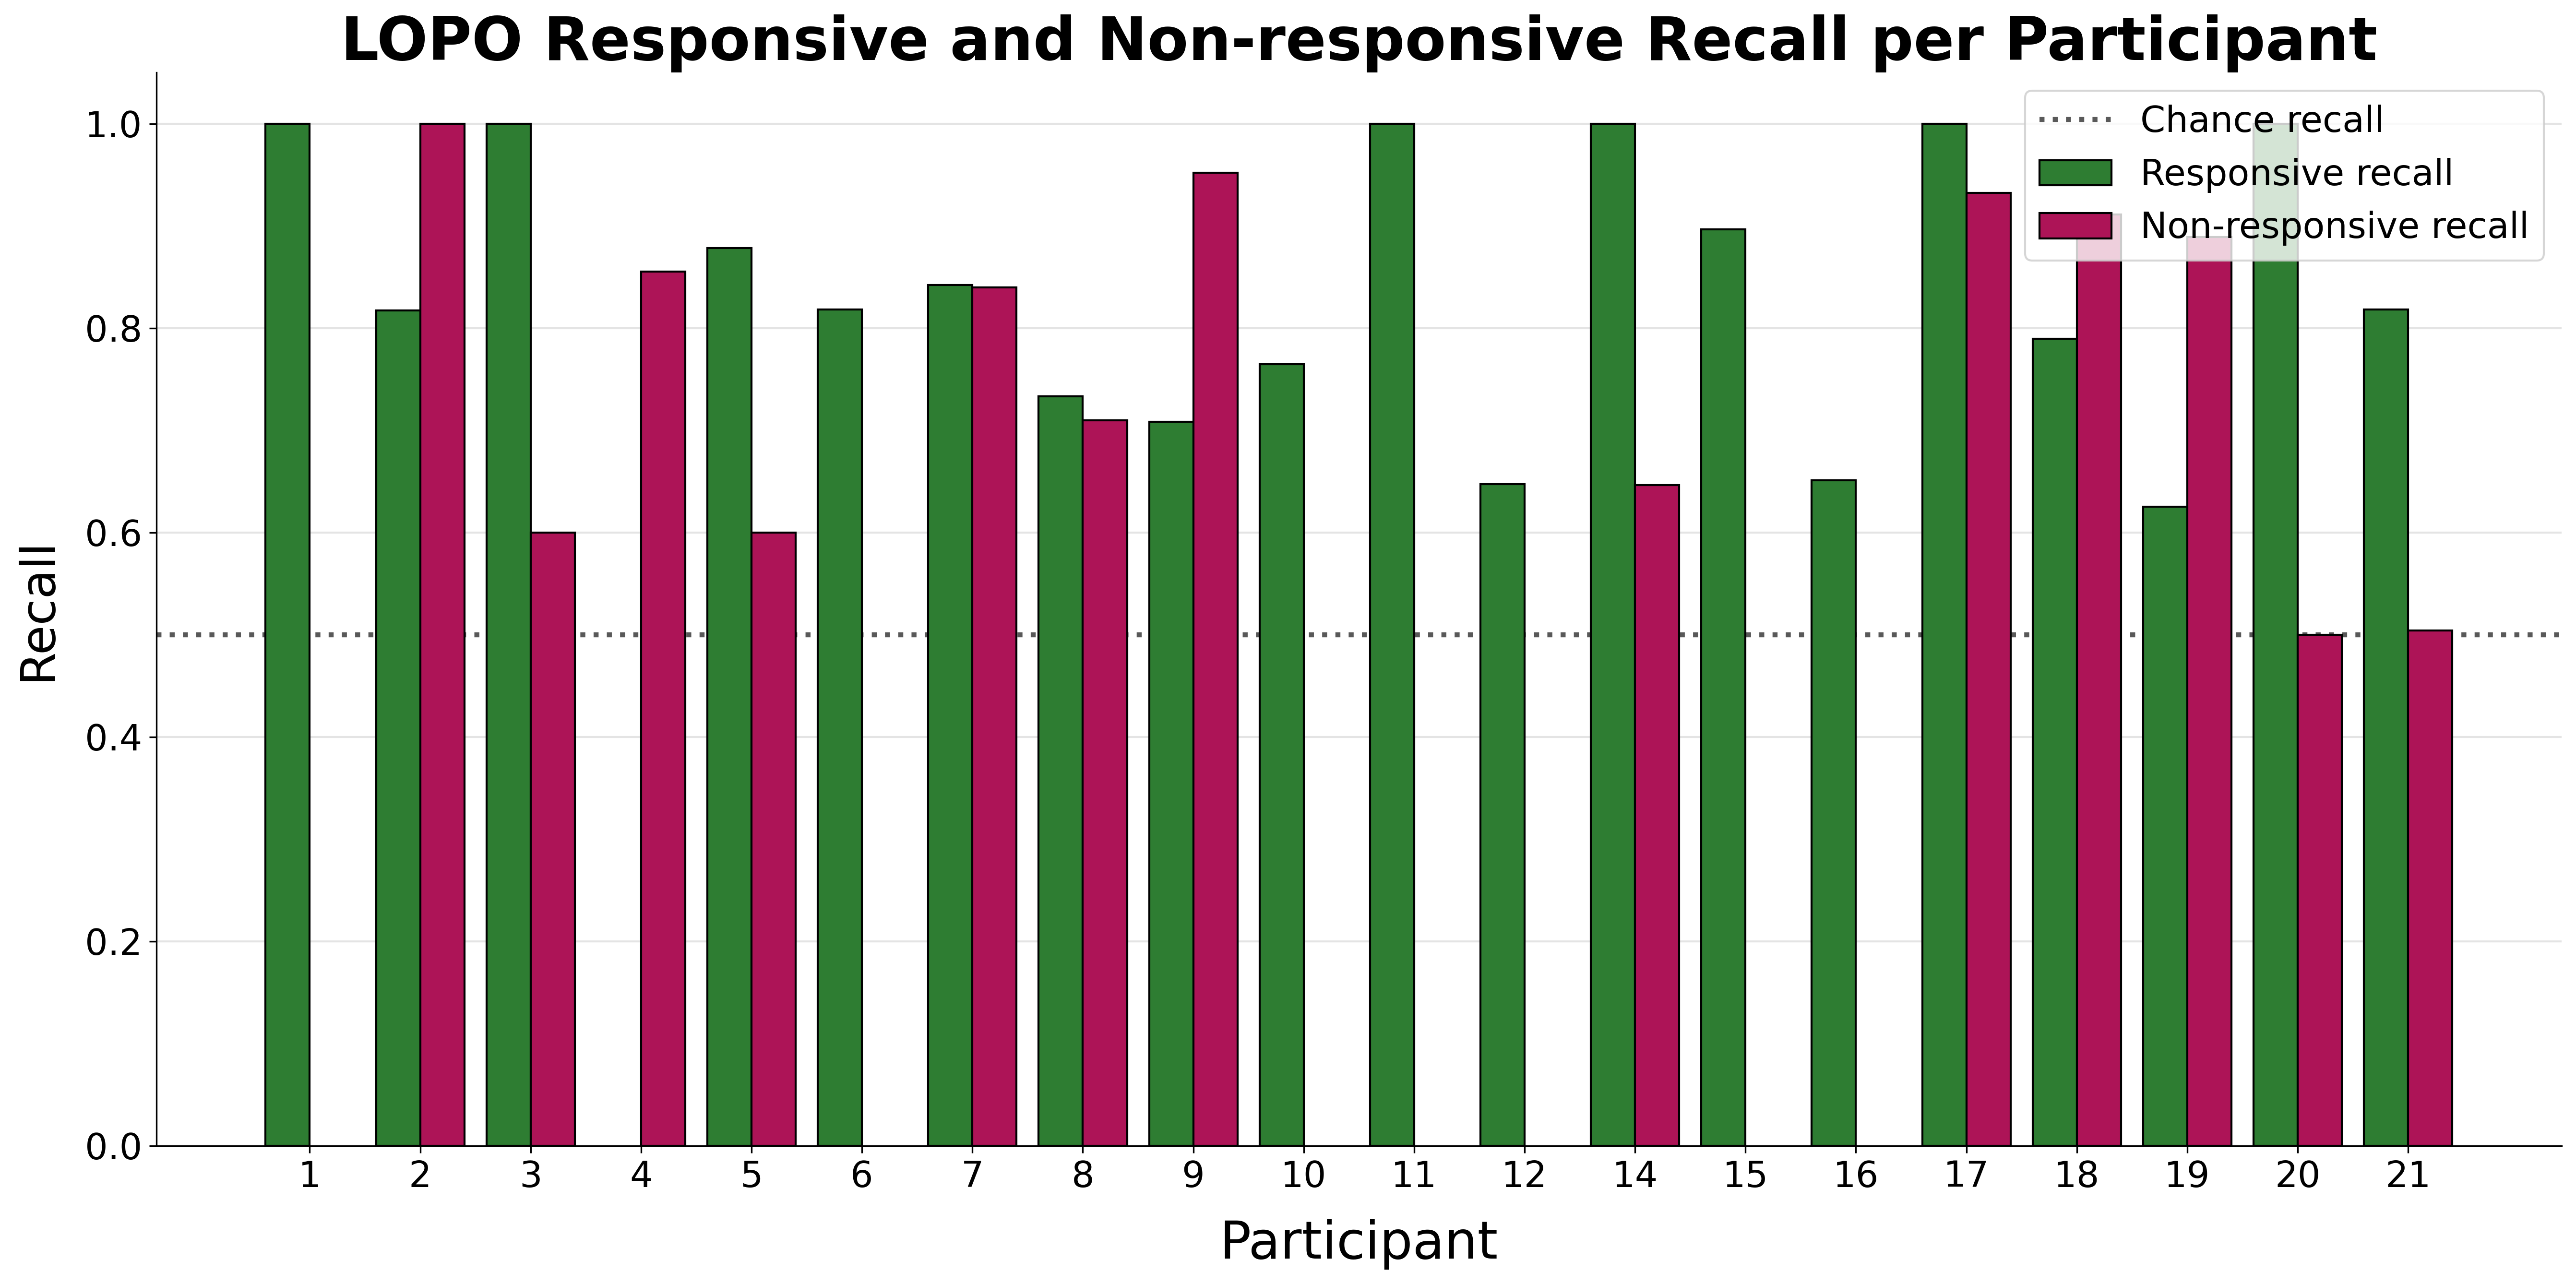 LOPO Responsive and Non-responsive Recall per Participant
Chance recall
Responsive recall
Non-responsive recall
1.0
0.8
0.6
0.4
0.2
0.0
Recall
1 2 3 4 5 6 7 8 9 10 11 12 14 15 16 17 18 19 20 21
Participant